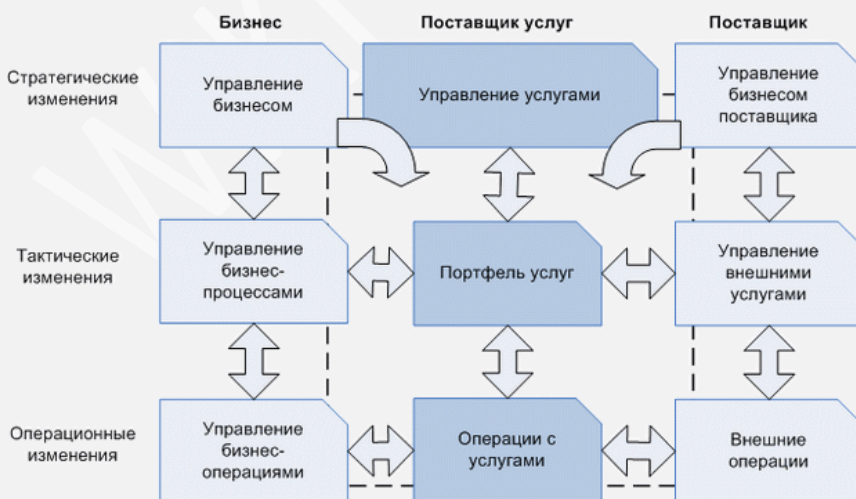 Бизнес
Поставщик услуг
Поставщик
Стратегические
изменения
Управление
бизнесом
Управление услугами
Управление
бизнесом
поставщика
Тактические
изменения
Управление
бизнес-
процессами
Портфель услуг
Управление
внешними
услугами
Операционные
изменения
Управление
бизнес-
операциями
Операции с
услугами
Внешние
операции